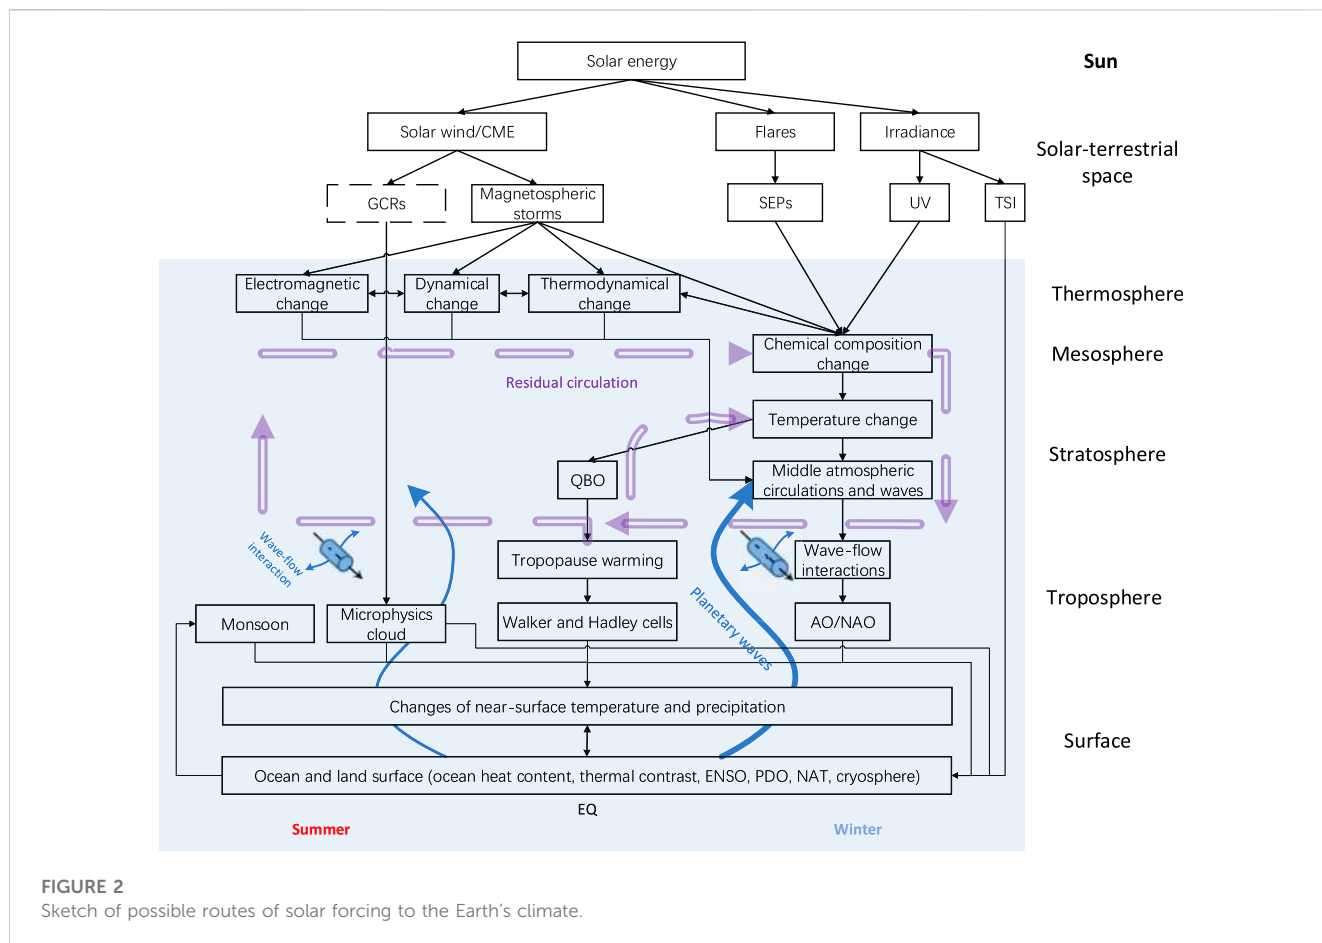 Solar energy
Sun
Solar wind/CME
Flares
Irradiance
Solar-terrestrial
space
GCRs
Magnetospheric
storms
SEPs
UV
TSI
Electromagnetic
change
Dynamical
change
Thermodynamical
change
Thermosphere
Chemical composition
change
Mesosphere
Residual circulation
Temperature change
Stratosphere
QBO
Middle atmospheric
circulations and waves
Wave-flow
interaction
Tropopause warming
Wave-flow
interactions
Planetary waves
Troposphere
Monsoon
Microphysics
cloud
Walker and Hadley cells
AO/NAO
Changes of near-surface temperature and precipitation
Surface
Ocean and land surface (ocean heat content, thermal contrast, ENSO, PDO, NAT, cryosphere)
EQ
Summer
Winter
FIGURE 2
Sketch of possible routes of solar forcing to the Earth's climate.